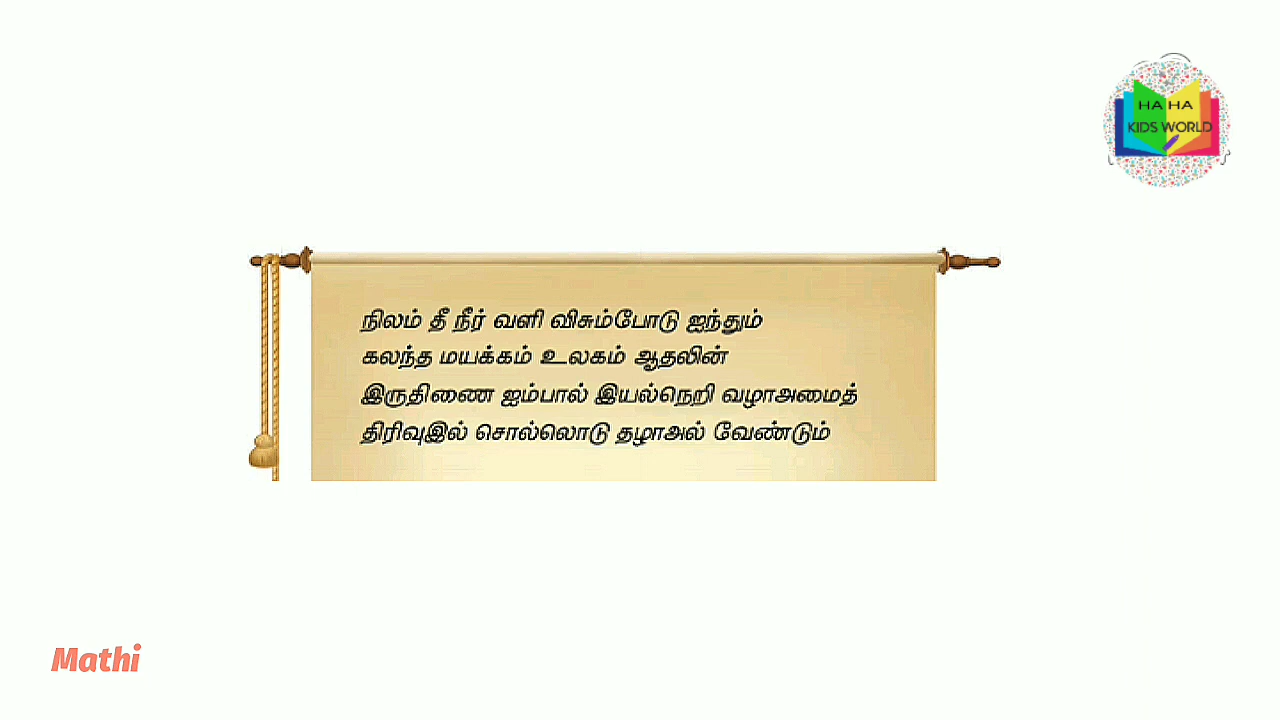 HA HA
KIDS WORLD
நிலம் தீ நீர் வளி விசும்போடு ஐந்தும்
கலந்த மயக்கம் உலகம் ஆதலின்
இருதிணை ஐம்பால் இயல்நெறி வழாஅமைத்
திரிவுஇல் சொல்லொடு தழாஅல் வேண்டும்
Mathi